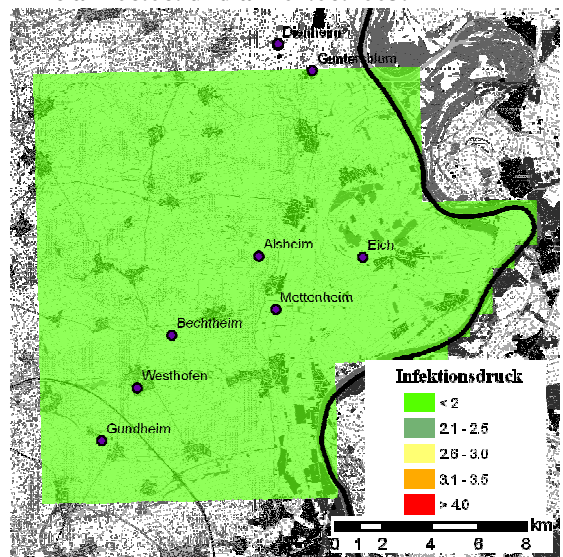 Dienheim
Guntersblum
Alsheim
Eich
Mettenheim
Bechtheim
Westhofen
Gundheim
Infektionsdruck
< 2
2.1 - 2.5
2.6 - 3.0
3.1 - 3.5
> 4.0
km
0 1 2 4 6 8